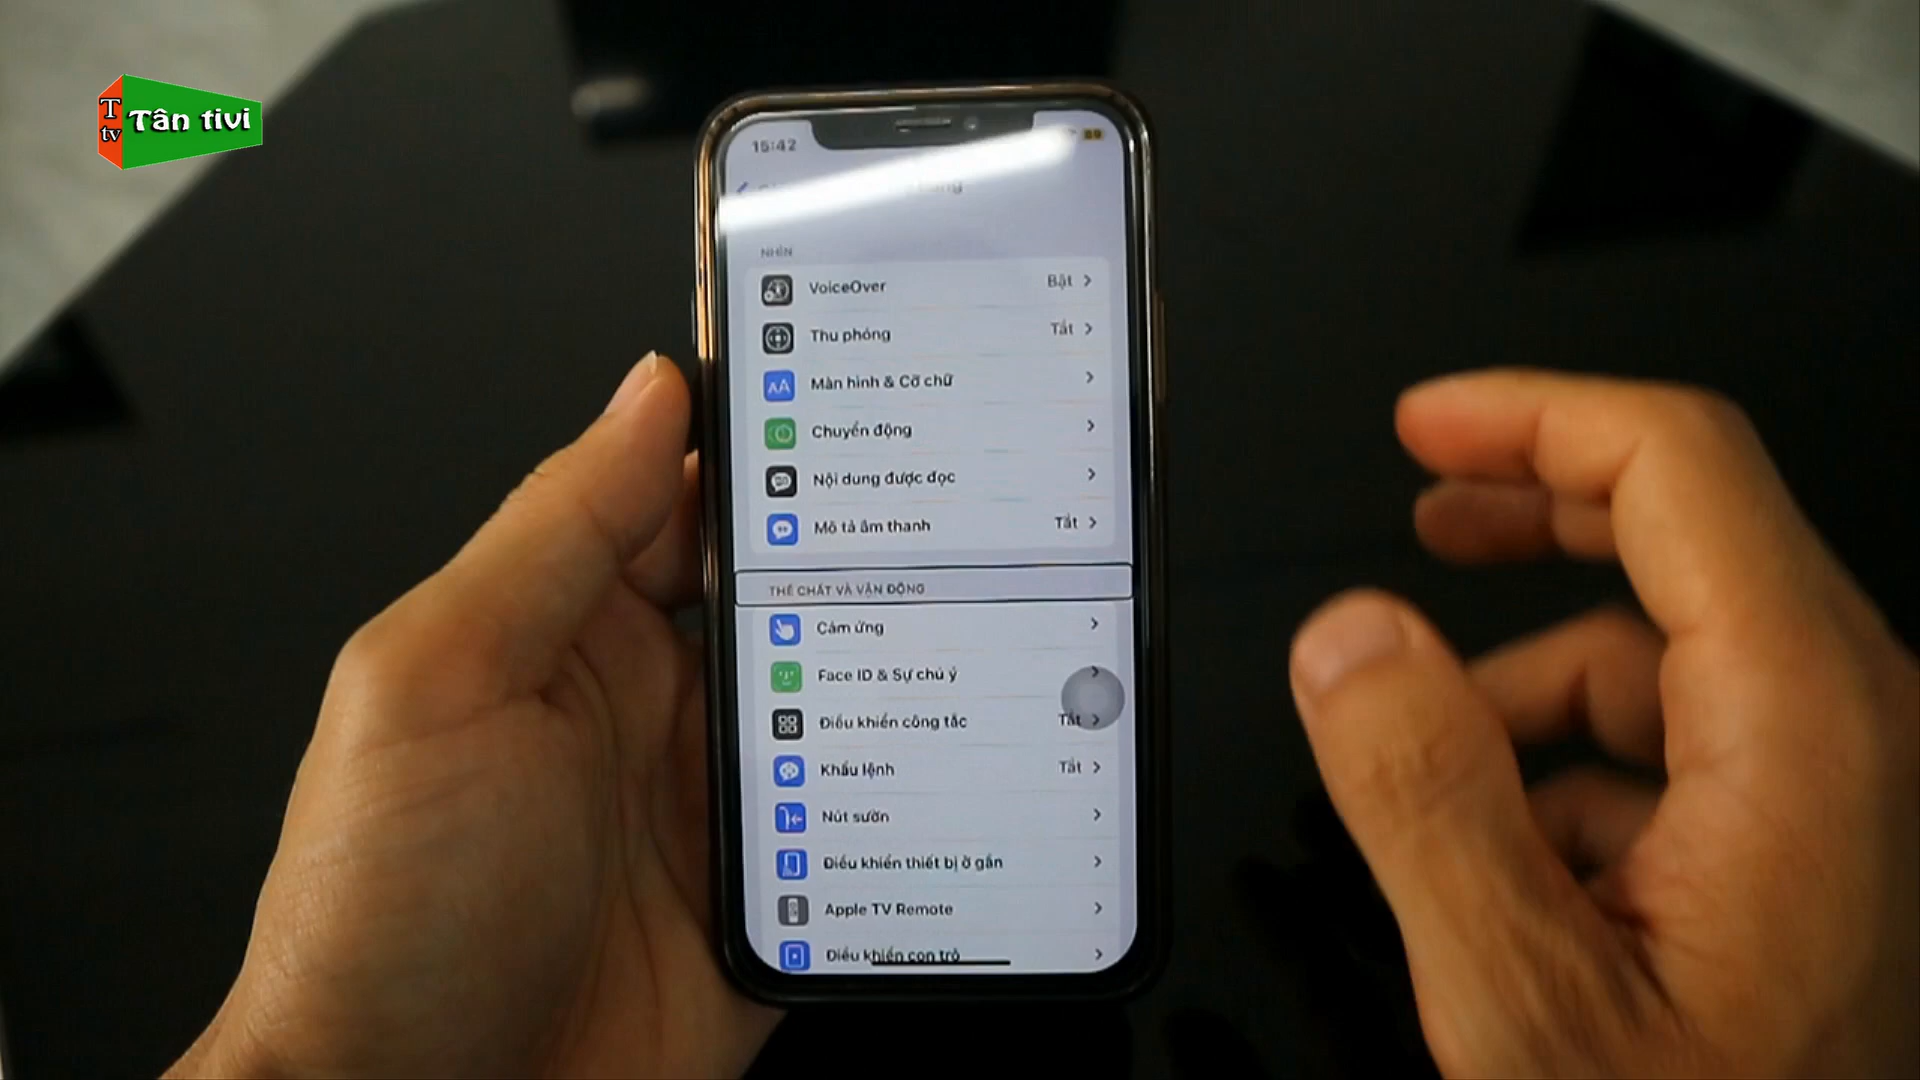 T
tv
Tân tivi
15:42
89
NHÌN
VoiceOver Bật
Thu phóng Tắt
Màn hình & Cỡ chữ
Chuyển động
Nội dung được đọc
Mô tả âm thanh Tắt
THỂ CHẤT VÀ VẬN ĐỘNG
Cảm ứng
Face ID & Sự chú ý
Điều khiển công tắc Tắt
Khẩu lệnh Tắt
Nút sườn
Điều khiển thiết bị ở gần
Apple TV Remote
Điều khiển con trỏ